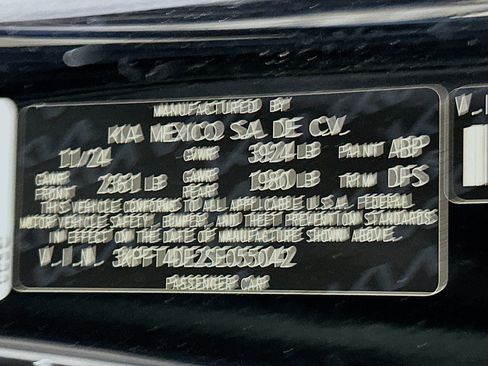 MANUFACTURED BY
KIA MEXICO S.A. DE C.V.
11/24 GVWR 3924 LB PAINT ABP
GAWR FRONT 2361 LB GAWR REAR 1980 LB TRIM DFS
THIS VEHICLE CONFORMS TO ALL APPLICABLE U.S.A. FEDERAL
MOTOR VEHICLE SAFETY, BUMPER, AND THEFT PREVENTION STANDARDS
IN EFFECT ON THE DATE OF MANUFACTURE SHOWN ABOVE.
V.I.N. 3KPFT4DE2SE055042
PASSENGER CAR